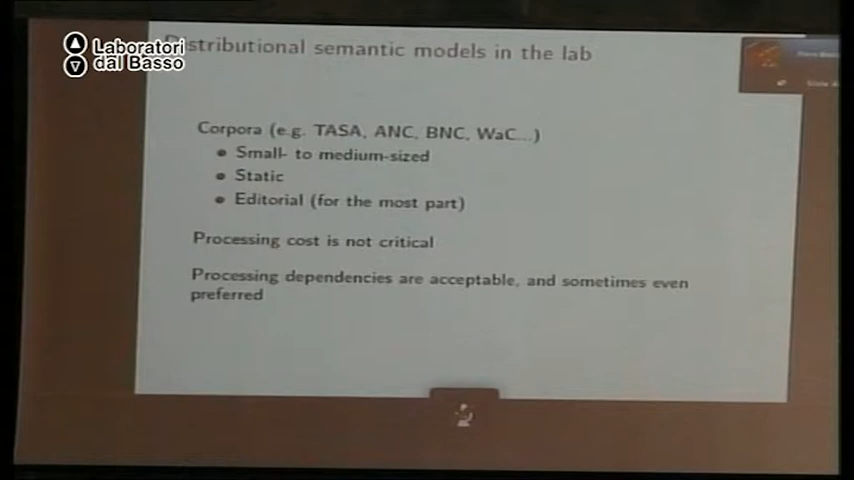 Laboratori
dal Basso
stributional semantic models in the lab
Corpora (e.g. TASA, ANC, BNC, WaC...)
Small- to medium-sized
Static
Editorial (for the most part)
Processing cost is not critical
Processing dependencies are acceptable, and sometimes even
preferred